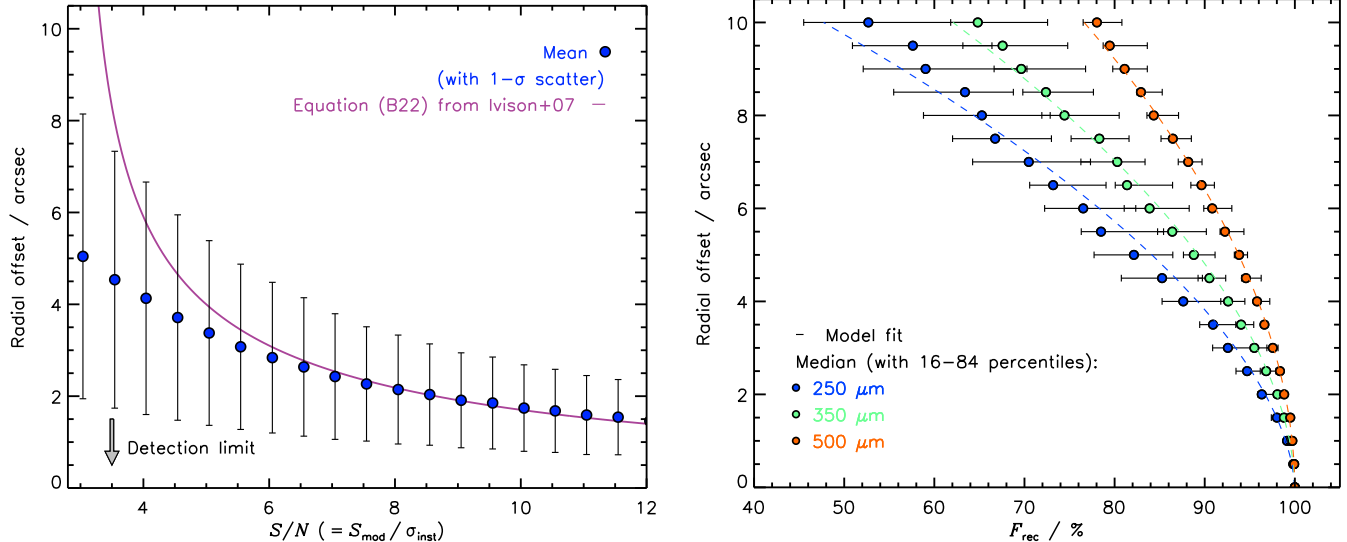 10
8
6
4
2
0
Radial offset / arcsec
Mean
(with 1−σ scatter)
Equation (B22) from Ivison+07 —
Detection limit
4 6 8 10 12
S/N (= S_mod / σ_inst)
10
8
6
4
2
0
Radial offset / arcsec
– Model fit
Median (with 16−84 percentiles):
250 μm
350 μm
500 μm
40 50 60 70 80 90 100
F_rec / %